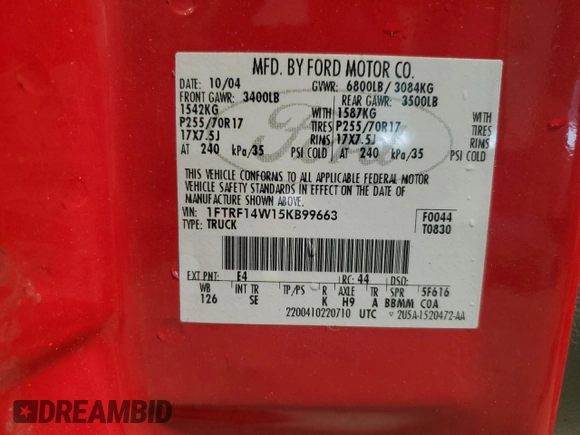 MFD. BY FORD MOTOR CO.
DATE: 10/04 GVWR: 6800LB/ 3084KG
FRONT GAWR: 3400LB REAR GAWR: 3500LB
1542KG WITH 1587KG WITH
P255/70R17 TIRES P255/70R17 TIRES
17X7.5J RIMS 17X7.5J RIMS
AT 240 kPa/35 PSI COLD AT 240 kPa/35 PSI COLD
THIS VEHICLE CONFORMS TO ALL APPLICABLE FEDERAL MOTOR
VEHICLE SAFETY STANDARDS IN EFFECT ON THE DATE OF
MANUFACTURE SHOWN ABOVE.
VIN: 1FTRF14W15KB99663 F0044
TYPE: TRUCK T0830
EXT PNT: E4 RC: 44 DSO:
WB INT TR TP/PS R AXLE TR SPR 5F616
126 SE K H9 A BBMM COA
2200410220710 UTC 2U5A-1520472-AA
Ford
DREAMBID